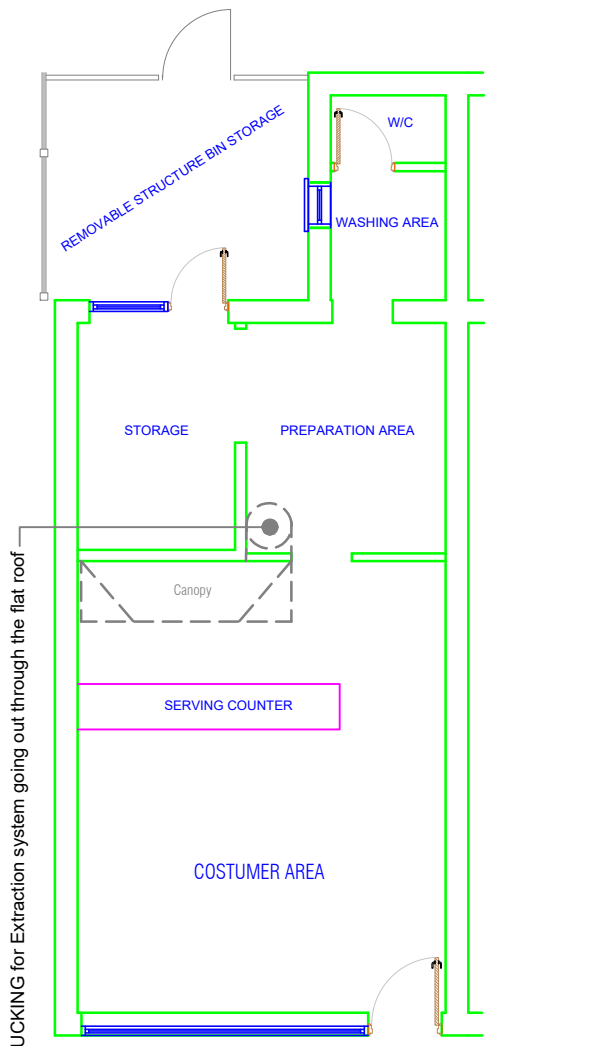 W/C
REMOVABLE STRUCTURE BIN STORAGE
WASHING AREA
STORAGE
PREPARATION AREA
Canopy
SERVING COUNTER
COSTUMER AREA
UCKING for Extraction system going out through the flat roof